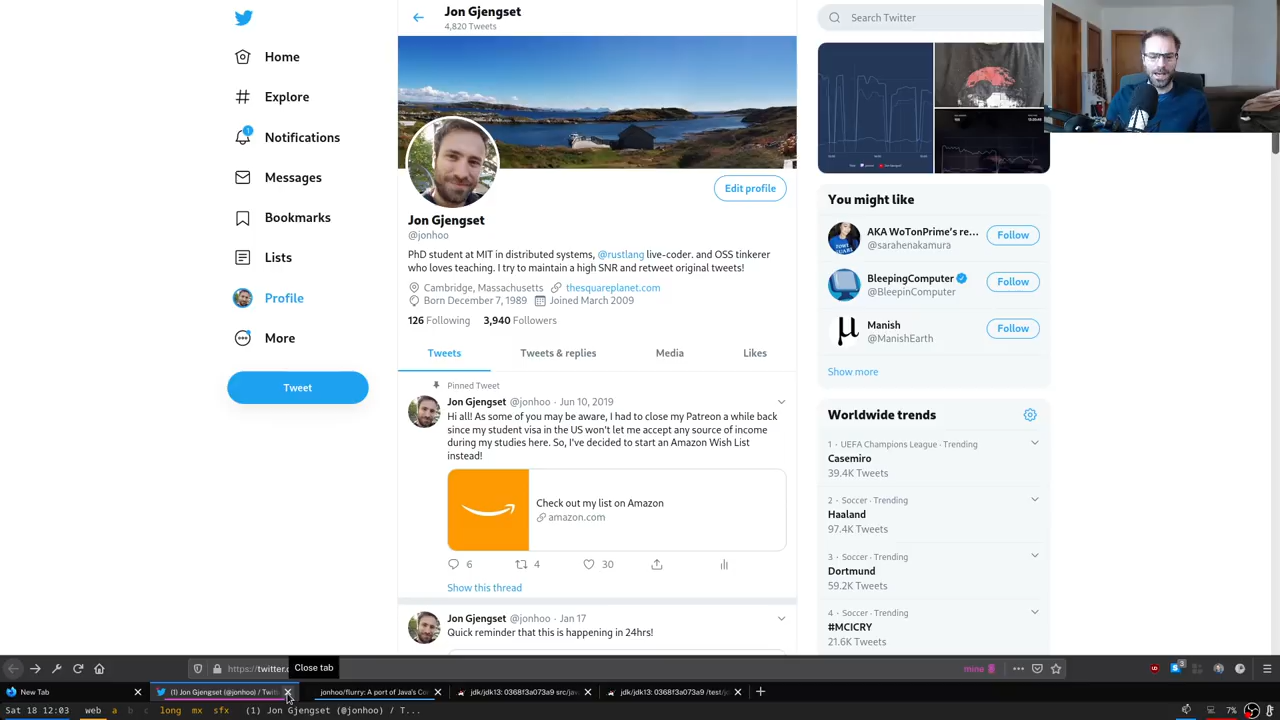 Jon Gjengset
4,820 Tweets
Search Twitter
Home
Explore
1
Notifications
Messages
Bookmarks
Lists
Profile
More
Tweet
Edit profile
Jon Gjengset
@jonhoo
PhD student at MIT in distributed systems, @rustlang live-coder. and OSS tinkerer
who loves teaching. I try to maintain a high SNR and retweet original tweets!
Cambridge, Massachusetts thesquareplanet.com
Born December 7, 1989 Joined March 2009
126 Following 3,940 Followers
Tweets Tweets & replies Media Likes
Pinned Tweet
Jon Gjengset @jonhoo · Jun 10, 2019
Hi all! As some of you may be aware, I had to close my Patreon a while back
since my student visa in the US won't let me accept any source of income
during my studies here. So, I've decided to start an Amazon Wish List
instead!
Check out my list on Amazon
amazon.com
6 4 30
Show this thread
Jon Gjengset @jonhoo · Jan 17
Quick reminder that this is happening in 24hrs!
You might like
AKA WoTonPrime's re...
@sarahenakamura
Follow
BleepingComputer
@BleepinComputer
Follow
Manish
@ManishEarth
Follow
Show more
Worldwide trends
1 · UEFA Champions League · Trending
Casemiro
39.4K Tweets
2 · Soccer · Trending
Haaland
97.4K Tweets
3 · Soccer · Trending
Dortmund
59.2K Tweets
4 · Soccer · Trending
#MCICRY
21.6K Tweets
https://twitter.c
Close tab
mine
3
New Tab
(1) Jon Gjengset (@jonhoo) / Twitt
jonhoo/flurry: A port of Java's Co
jdk/jdk13: 0368f3a073a9 src/jav
jdk/jdk13: 0368f3a073a9 /test/jd
Sat 18 12:03 web a b c long mx sfx (1) Jon Gjengset (@jonhoo) / T... 7%